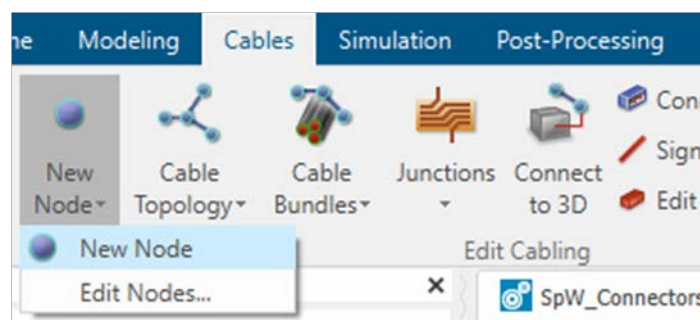 Modeling Cables Simulation Post-Processing
New Node
Cable Topology
Cable Bundles
Junctions
Connect to 3D
Edit
Edit Cabling
New Node
Edit Nodes...
SpW_Connectors